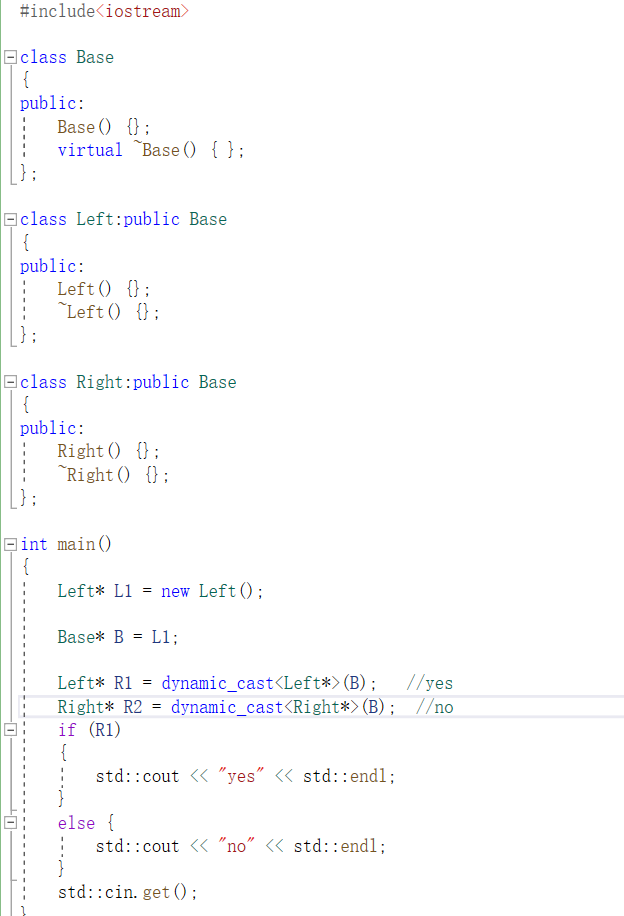 #include<iostream>
class Base
{
public:
Base() {};
virtual ~Base() { };
};
class Left:public Base
{
public:
Left() {};
~Left() {};
};
class Right:public Base
{
public:
Right() {};
~Right() {};
};
int main()
{
Left* L1 = new Left();
Base* B = L1;
Left* R1 = dynamic_cast<Left*>(B);   //yes
Right* R2 = dynamic_cast<Right*>(B);  //no
if (R1)
{
std::cout << "yes" << std::endl;
}
else {
std::cout << "no" << std::endl;
}
std::cin.get();
}